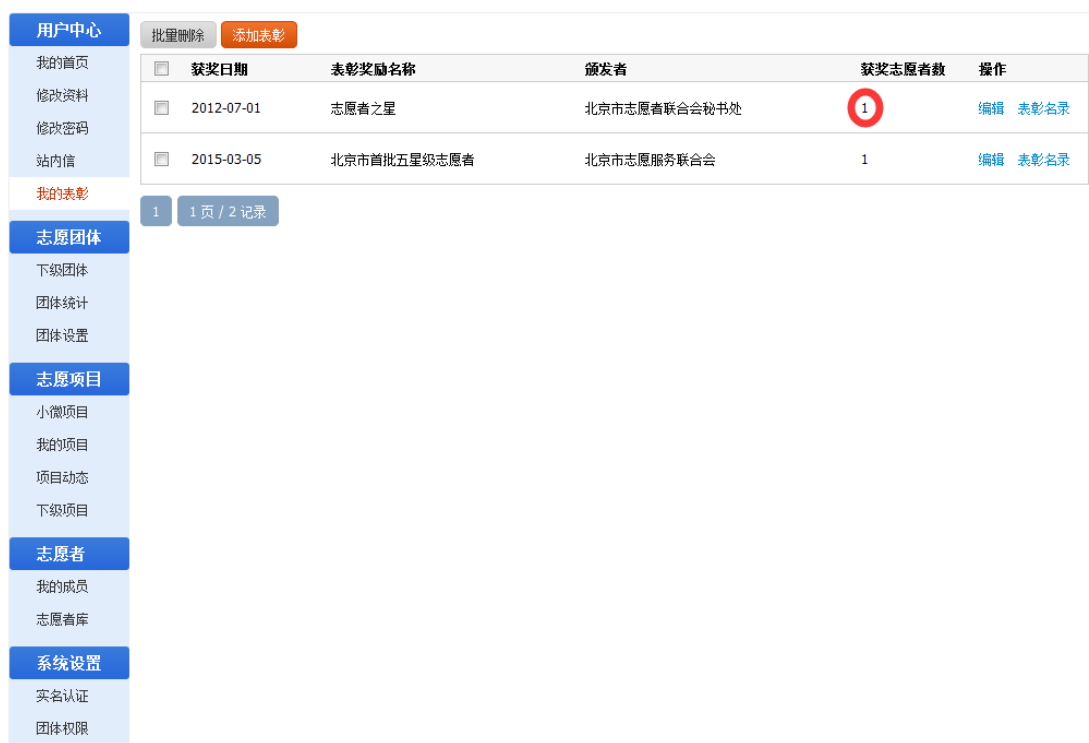 用户中心
我的首页
修改资料
修改密码
站内信
我的表彰
志愿团体
下级团体
团体统计
团体设置
志愿项目
小微项目
我的项目
项目动态
下级项目
志愿者
我的成员
志愿者库
系统设置
实名认证
团体权限
批量删除 添加表彰
获奖日期 表彰奖励名称 颁发者 获奖志愿者数 操作
2012-07-01 志愿者之星 北京市志愿者联合会秘书处 1 编辑 表彰名录
2015-03-05 北京市首批五星级志愿者 北京市志愿服务联合会 1 编辑 表彰名录
1 1 页 / 2 记录